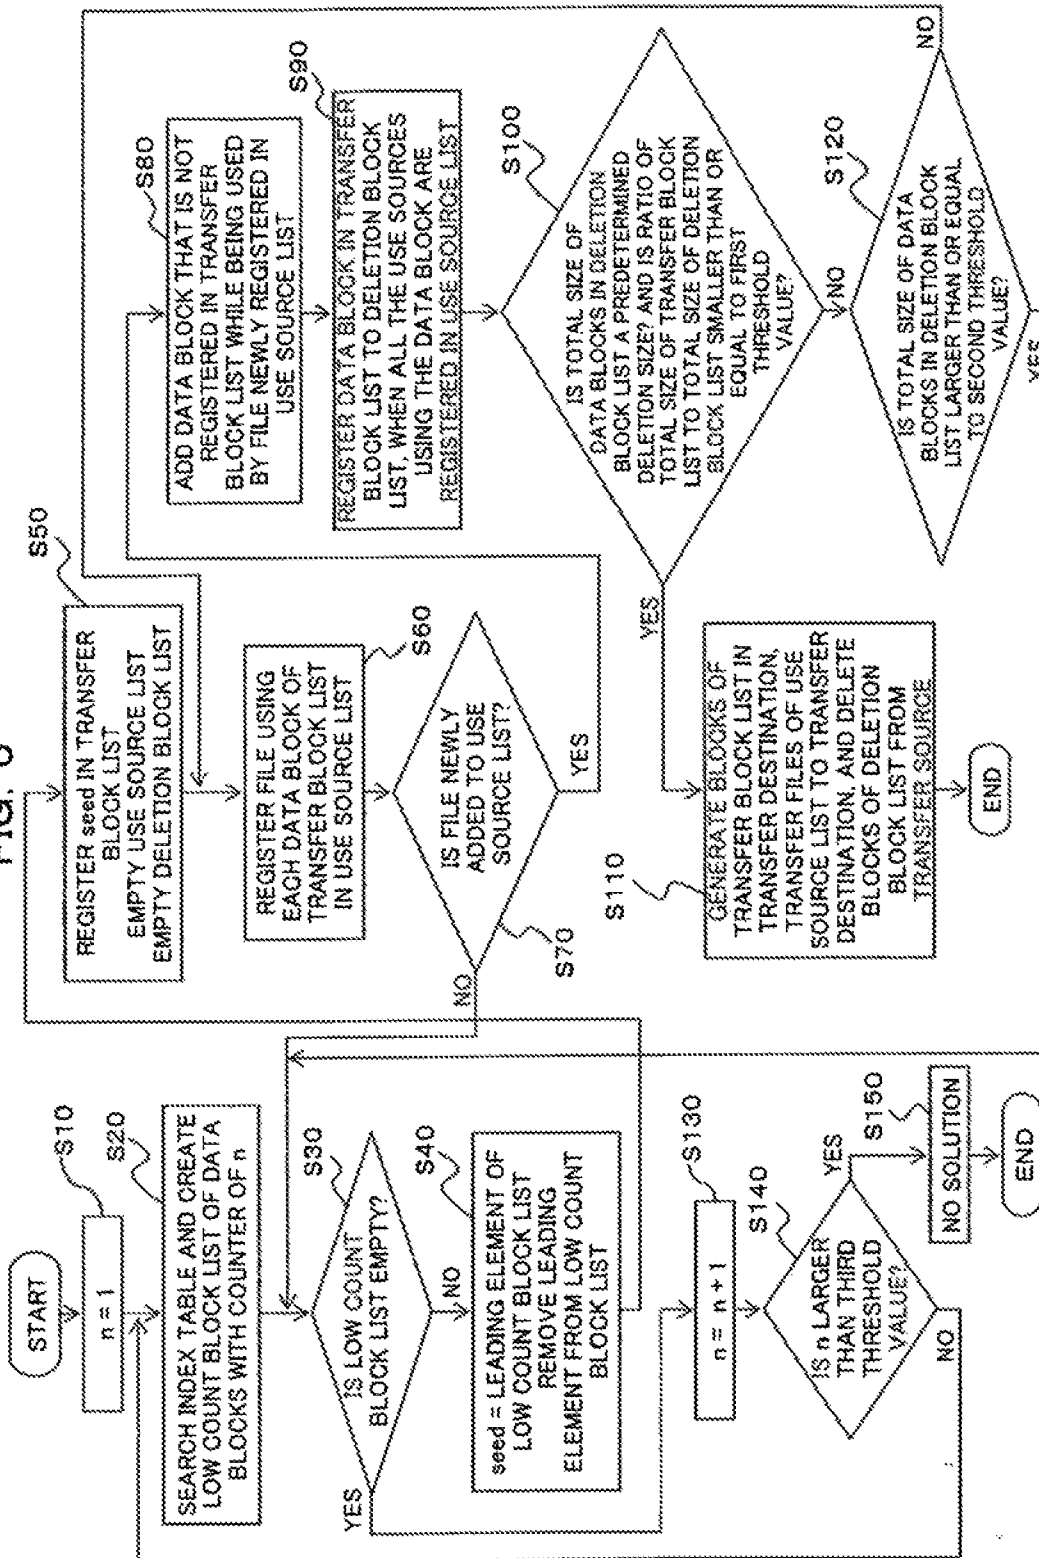 START
n = 1
S10
SEARCH INDEX TABLE AND CREATE
LOW COUNT BLOCK LIST OF DATA
BLOCKS WITH COUNTER OF n
S20
IS LOW COUNT
BLOCK LIST EMPTY?
S30
YES
NO
seed = LEADING ELEMENT OF
LOW COUNT BLOCK LIST
REMOVE LEADING
ELEMENT FROM LOW COUNT
BLOCK LIST
S40
n = n + 1
S130
IS n LARGER
THAN THIRD
THRESHOLD
VALUE?
S140
YES
NO
NO SOLUTION
S150
END
REGISTER seed IN TRANSFER
BLOCK LIST
EMPTY USE SOURCE LIST
EMPTY DELETION BLOCK LIST
S50
REGISTER FILE USING
EACH DATA BLOCK OF
TRANSFER BLOCK LIST
IN USE SOURCE LIST
S60
IS FILE NEWLY
ADDED TO USE
SOURCE LIST?
S70
NO
YES
ADD DATA BLOCK THAT IS NOT
REGISTERED IN TRANSFER
BLOCK LIST WHILE BEING USED
BY FILE NEWLY REGISTERED IN
USE SOURCE LIST
S80
REGISTER DATA BLOCK IN TRANSFER
BLOCK LIST TO DELETION BLOCK
LIST, WHEN ALL THE USE SOURCES
USING THE DATA BLOCK ARE
REGISTERED IN USE SOURCE LIST
S90
IS TOTAL SIZE OF
DATA BLOCKS IN DELETION
BLOCK LIST A PREDETERMINED
DELETION SIZE? AND IS RATIO OF
TOTAL SIZE OF TRANSFER BLOCK
LIST TO TOTAL SIZE OF DELETION
BLOCK LIST SMALLER THAN OR
EQUAL TO FIRST
THRESHOLD
VALUE?
S100
YES
NO
GENERATE BLOCKS OF
TRANSFER BLOCK LIST IN
TRANSFER DESTINATION,
TRANSFER FILES OF USE
SOURCE LIST TO TRANSFER
DESTINATION, AND DELETE
BLOCKS OF DELETION
BLOCK LIST FROM
TRANSFER SOURCE
S110
END
IS TOTAL SIZE OF DATA
BLOCKS IN DELETION BLOCK
LIST LARGER THAN OR EQUAL
TO SECOND THRESHOLD
VALUE?
S120
NO
YES